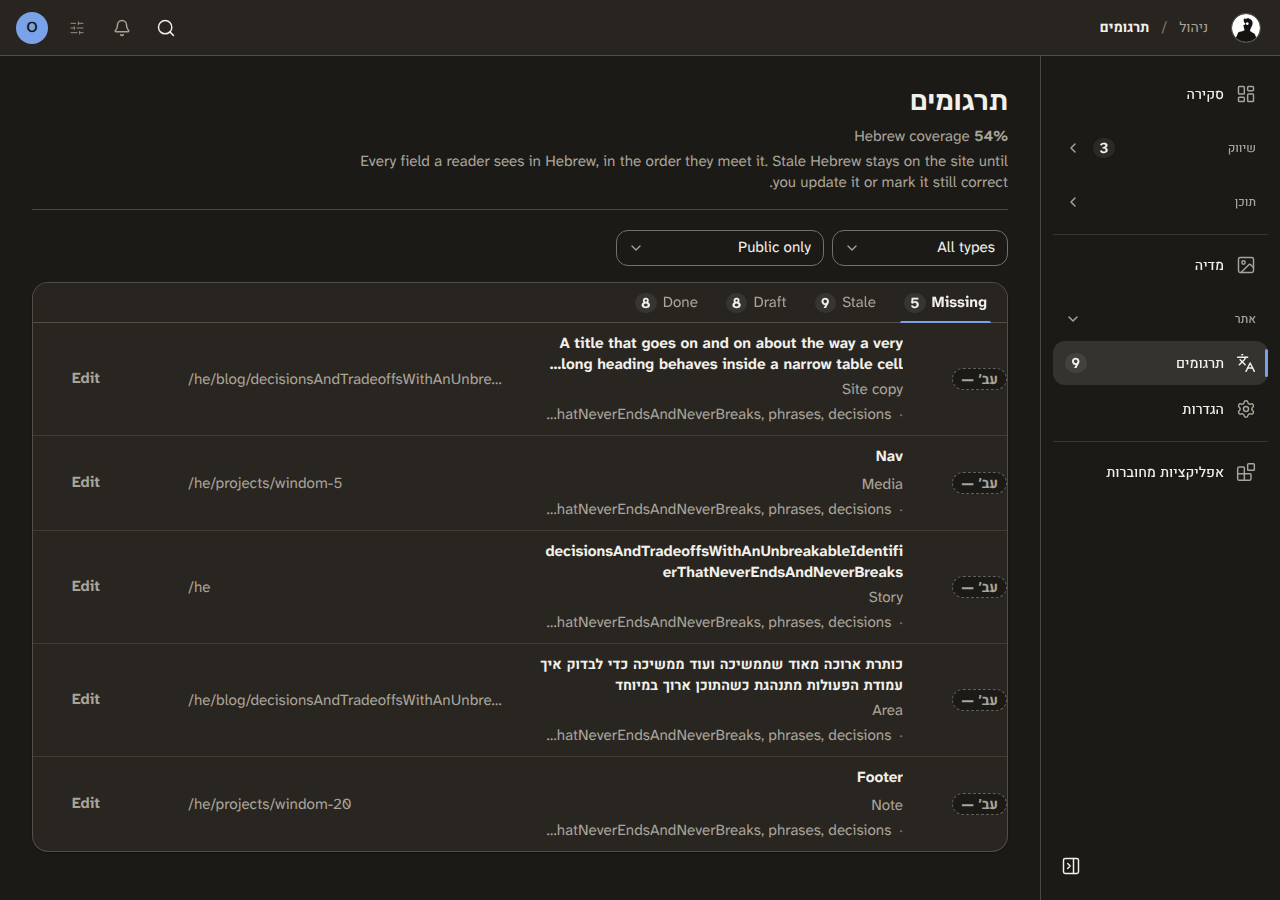 ניהול / תרגומים
O
סקירה
שיווק 3
תוכן
מדיה
אתר
תרגומים 9
הגדרות
אפליקציות מחוברות
תרגומים
Hebrew coverage 54%
Every field a reader sees in Hebrew, in the order they meet it. Stale Hebrew stays on the site until
you update it or mark it still correct.
All types
Public only
Missing 5
Stale 9
Draft 8
Done 8
עב׳ —
A title that goes on and on about the way a very
long heading behaves inside a narrow table cell…
Site copy
· …hatNeverEndsAndNeverBreaks, phrases, decisions
/he/blog/decisionsAndTradeoffsWithAnUnbre…
Edit
עב׳ —
Nav
Media
· …hatNeverEndsAndNeverBreaks, phrases, decisions
/he/projects/windom-5
Edit
עב׳ —
decisionsAndTradeoffsWithAnUnbreakableIdentifi
erThatNeverEndsAndNeverBreaks
Story
· …hatNeverEndsAndNeverBreaks, phrases, decisions
/he
Edit
עב׳ —
כותרת ארוכה מאוד שממשיכה ועוד ממשיכה כדי לבדוק איך
עמודת הפעולות מתנהגת כשהתוכן ארוך במיוחד
Area
· …hatNeverEndsAndNeverBreaks, phrases, decisions
/he/blog/decisionsAndTradeoffsWithAnUnbre…
Edit
עב׳ —
Footer
Note
· …hatNeverEndsAndNeverBreaks, phrases, decisions
/he/projects/windom-20
Edit